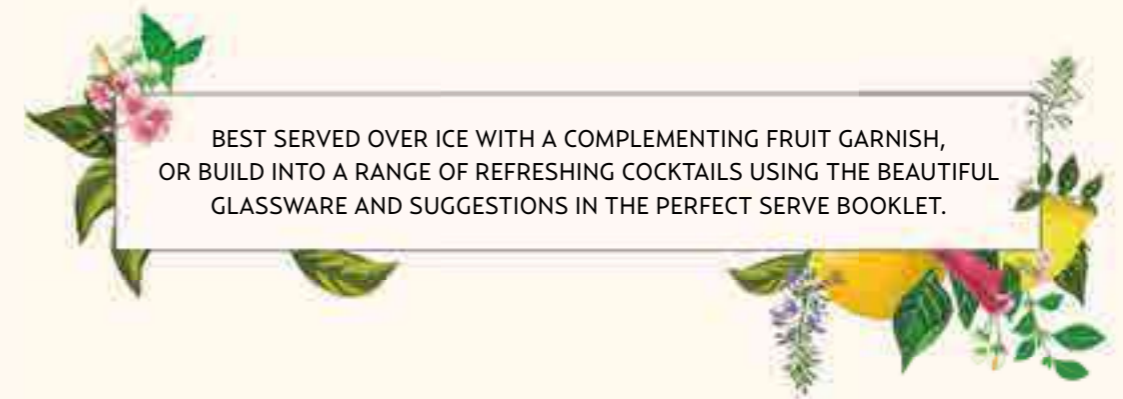 BEST SERVED OVER ICE WITH A COMPLEMENTING FRUIT GARNISH,
OR BUILD INTO A RANGE OF REFRESHING COCKTAILS USING THE BEAUTIFUL
GLASSWARE AND SUGGESTIONS IN THE PERFECT SERVE BOOKLET.